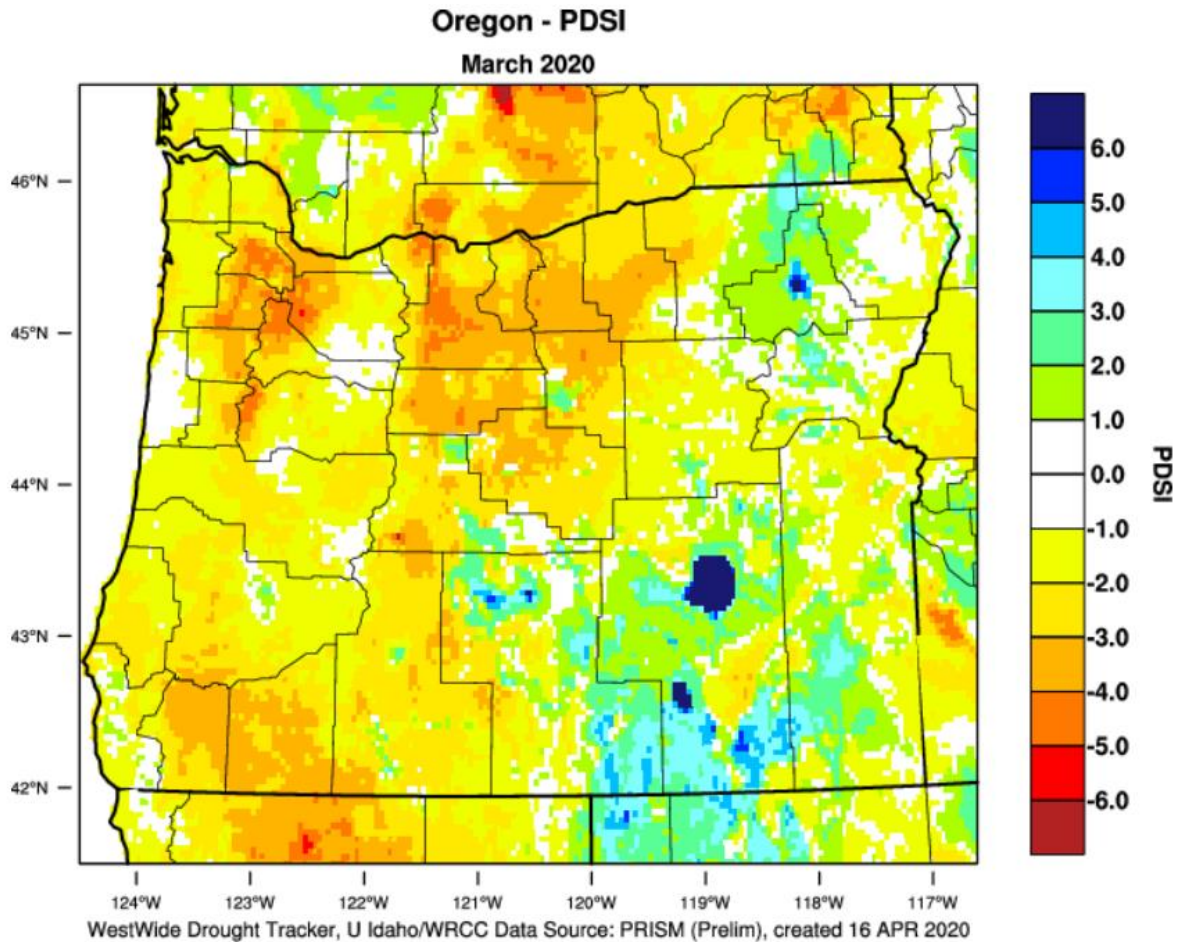 Oregon - PDSI
March 2020
46°N
45°N
44°N
43°N
42°N
124°W 123°W 122°W 121°W 120°W 119°W 118°W 117°W
6.0
5.0
4.0
3.0
2.0
1.0
0.0
-1.0
-2.0
-3.0
-4.0
-5.0
-6.0
PDSI
WestWide Drought Tracker, U Idaho/WRCC Data Source: PRISM (Prelim), created 16 APR 2020